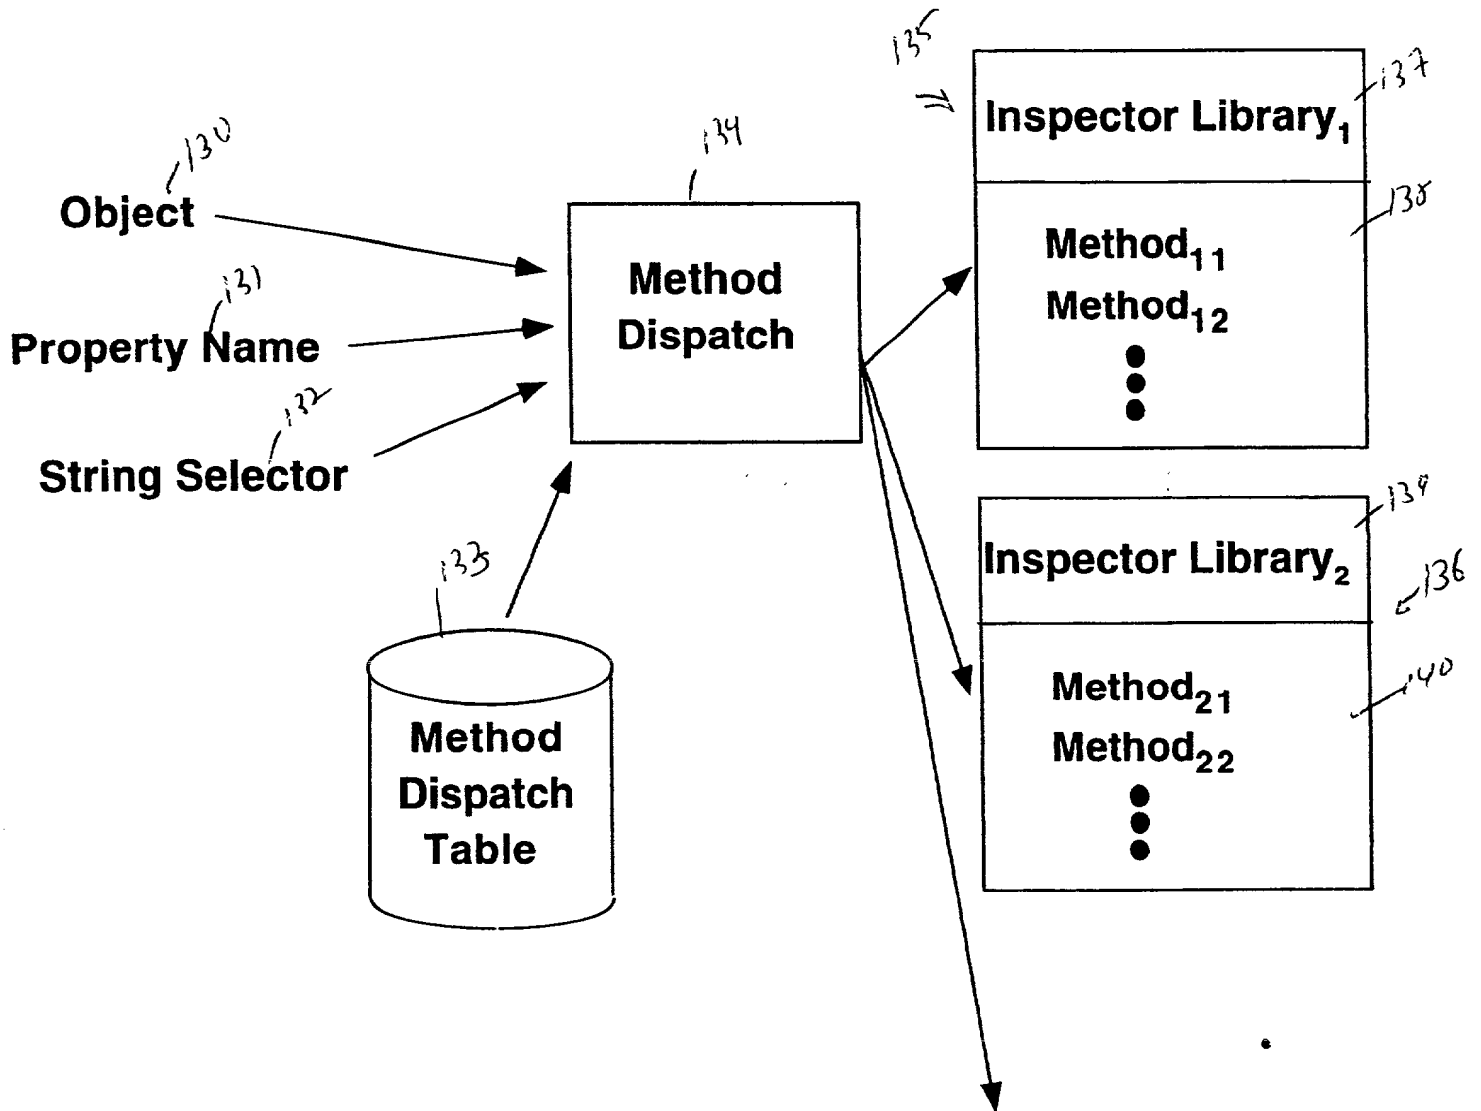 135
137
Inspector Library₁
130
134
138
Object
Method
Dispatch
Method₁₁
Method₁₂
131
Property Name
132
String Selector
139
Inspector Library₂
136
133
140
Method₂₁
Method₂₂
Method
Dispatch
Table